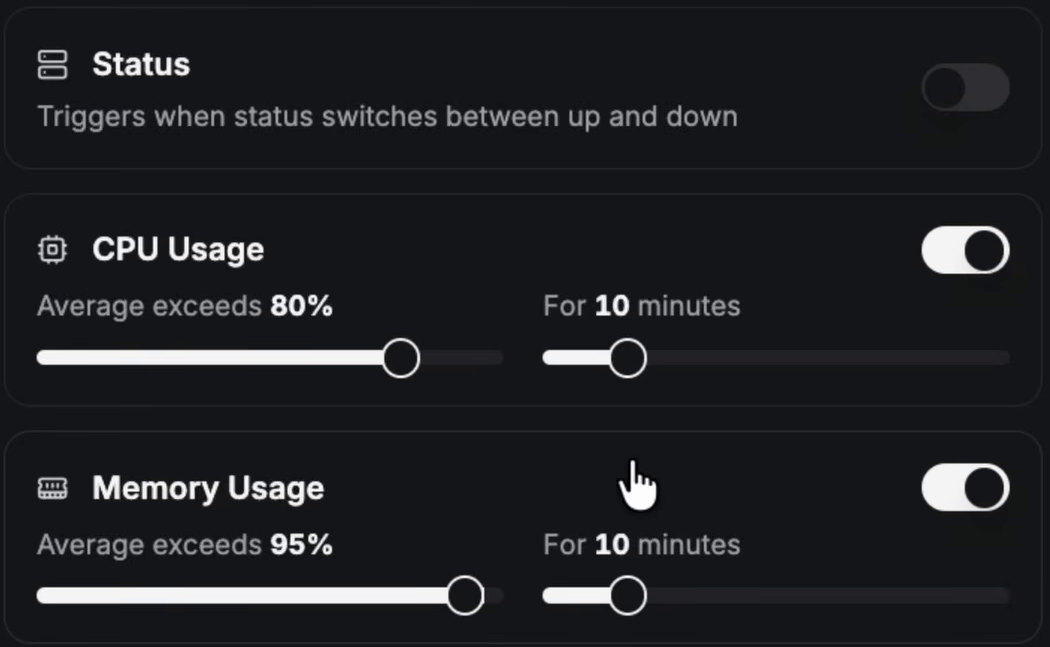 Status
Triggers when status switches between up and down
CPU Usage
Average exceeds 80%
For 10 minutes
Memory Usage
Average exceeds 95%
For 10 minutes